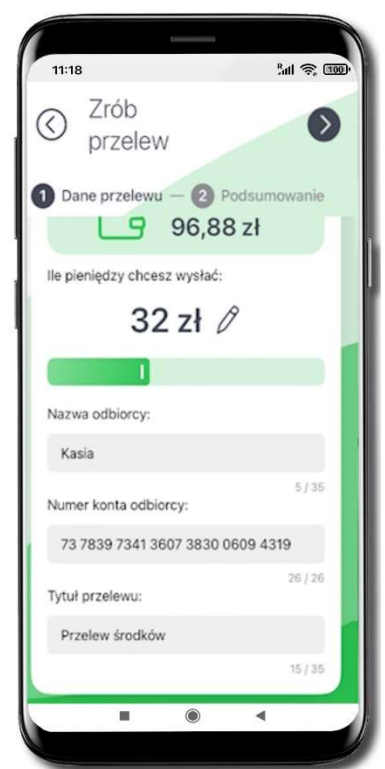 11:18
R
100
Zrób
przelew
1 Dane przelewu — 2 Podsumowanie
96,88 zł
Ile pieniędzy chcesz wysłać:
32 zł
Nazwa odbiorcy:
Kasia
5 / 35
Numer konta odbiorcy:
73 7839 7341 3607 3830 0609 4319
26 / 26
Tytuł przelewu:
Przelew środków
15 / 35